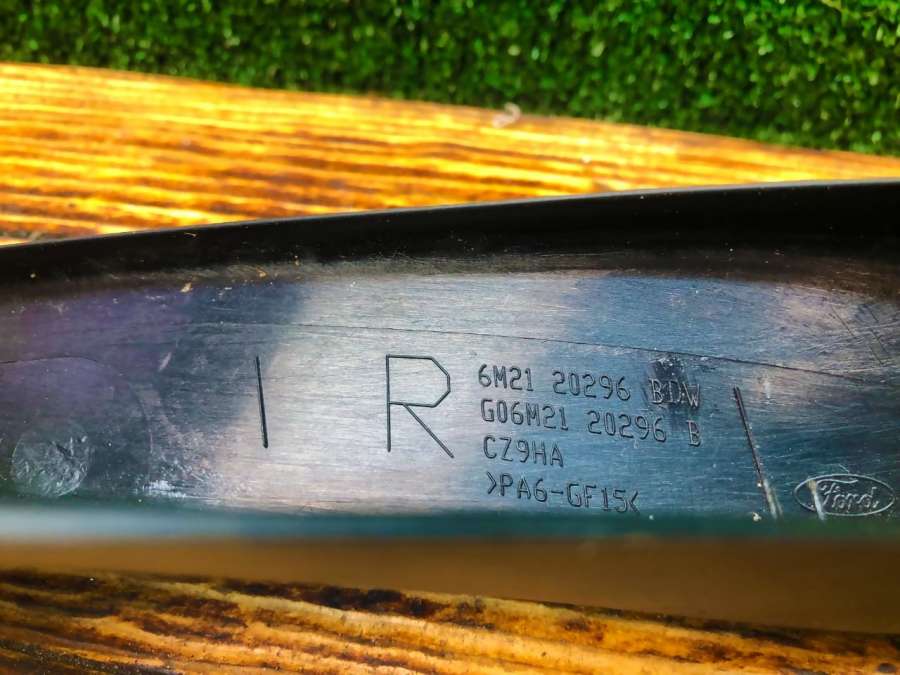 R
6M21 20296 BDW
G06M21 20296 B
CZ9HA
>PA6-GF15<
Ford